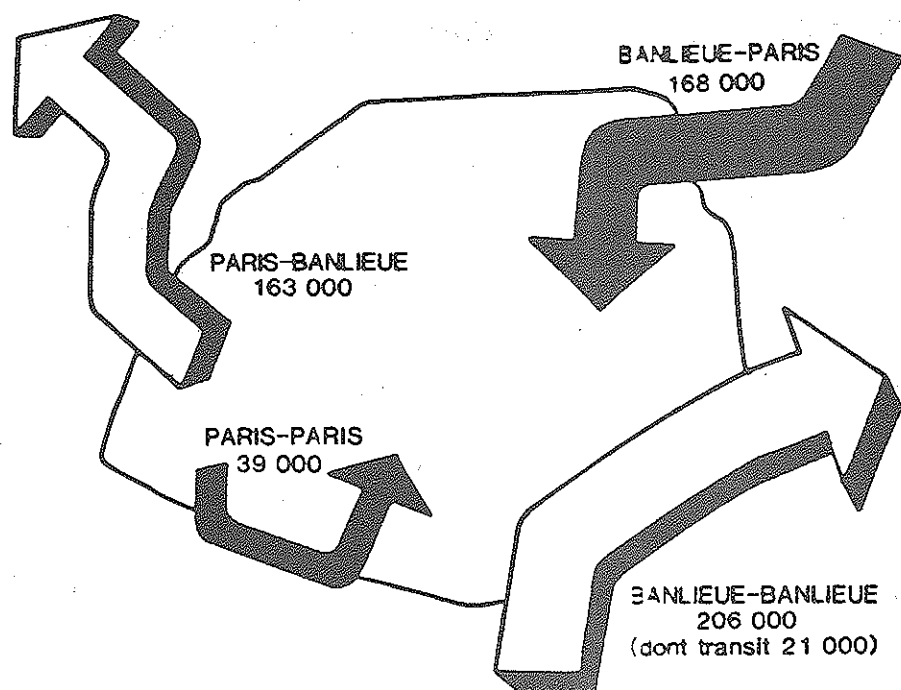 BANLIEUE-PARIS
168 000
PARIS-BANLIEUE
163 000
PARIS-PARIS
39 000
BANLIEUE-BANLIEUE
206 000
(dont transit 21 000)